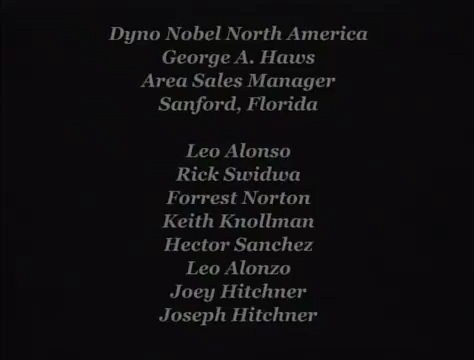 Dyno Nobel North America
George A. Haws
Area Sales Manager
Sanford, Florida
Leo Alonso
Rick Swidwa
Forrest Norton
Keith Knollman
Hector Sanchez
Leo Alonzo
Joey Hitchner
Joseph Hitchner